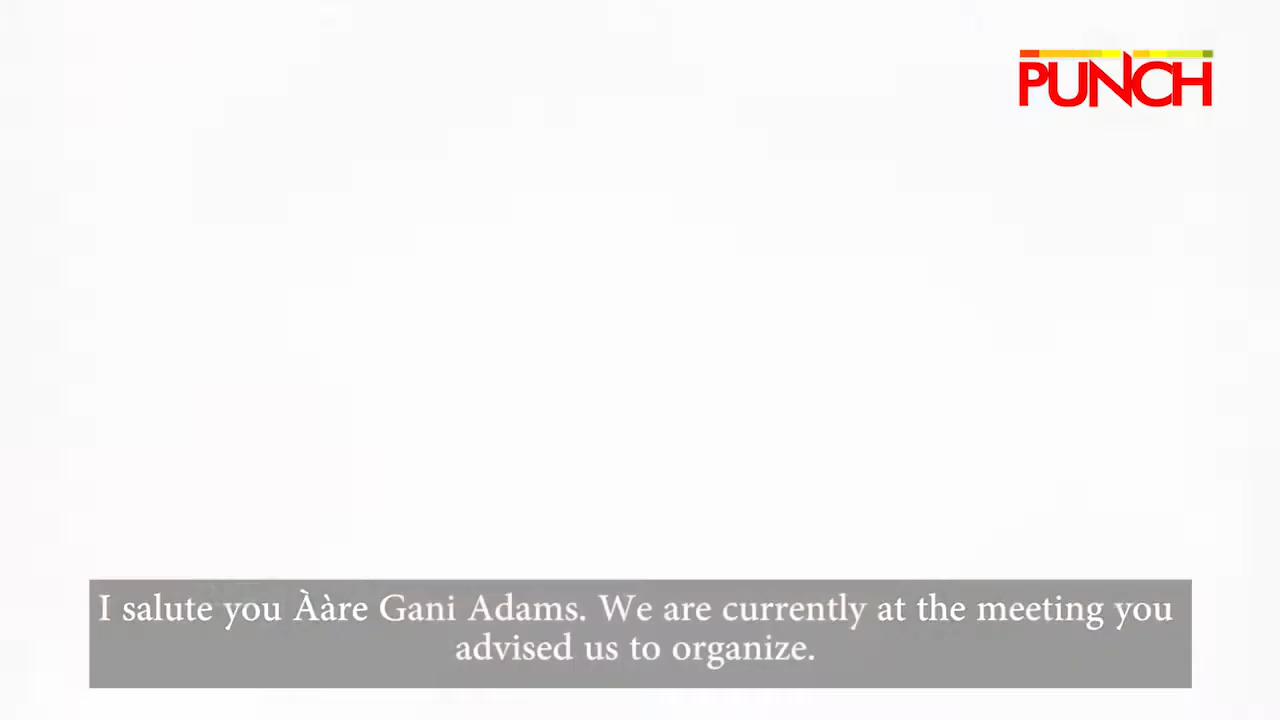 PUNCH
I salute you Ààre Gani Adams. We are currently at the meeting you
advised us to organize.